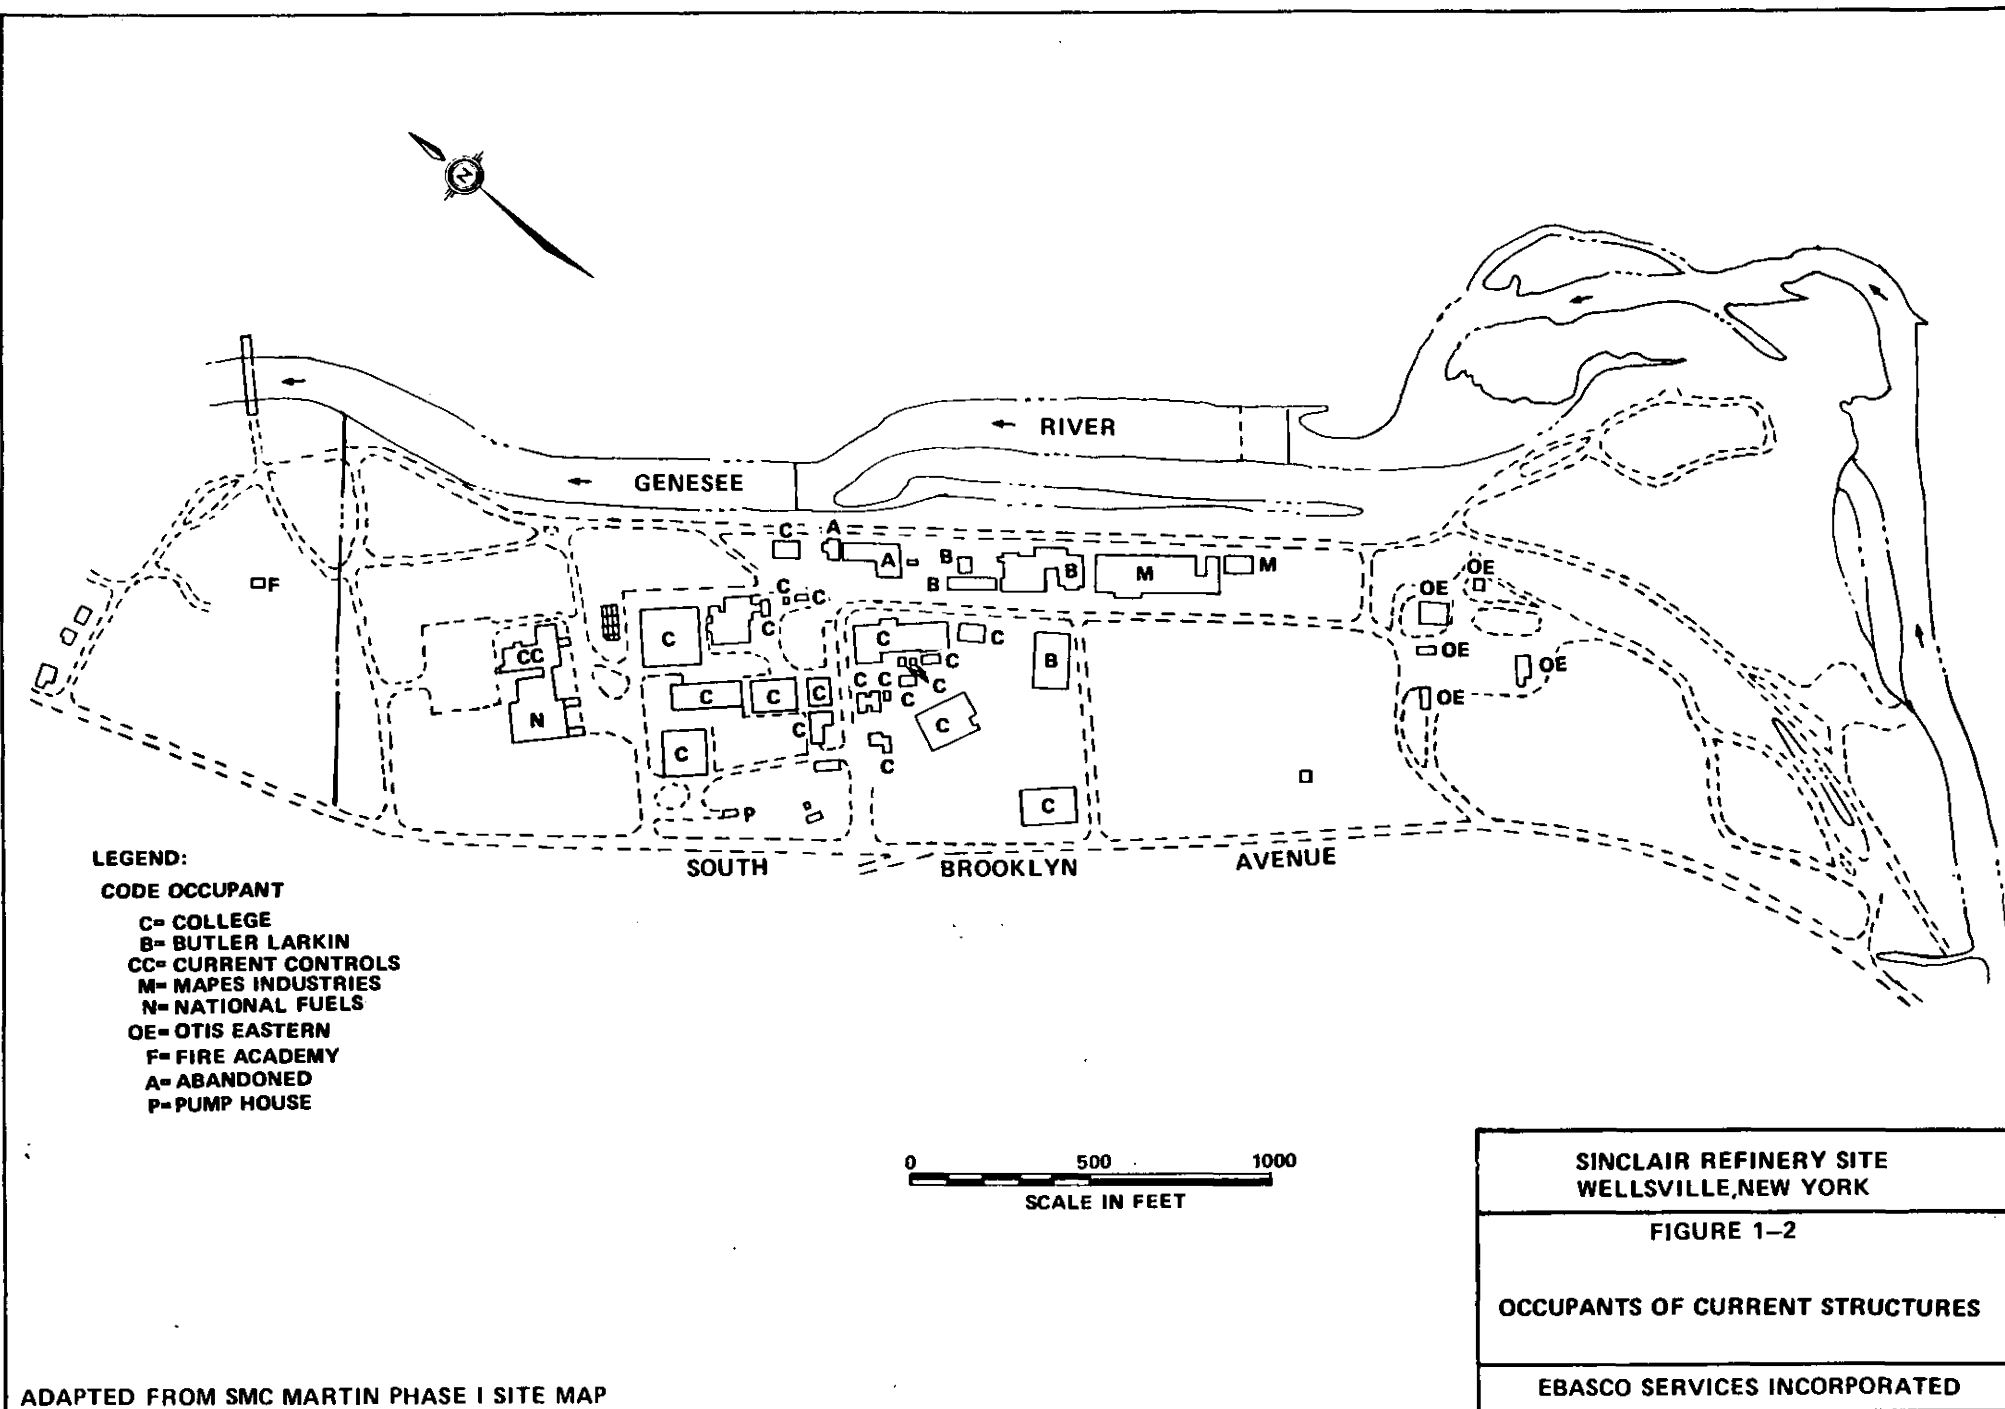 N
RIVER
GENESEE
C
A
A
B
B
B
M
M
OE
OE
F
C
C
C
C
C
C
C
C
OE
OE
CC
B
C
C
C
C
C
C
C
OE
N
C
C
C
C
C
P
C
SOUTH BROOKLYN AVENUE
LEGEND:
CODE OCCUPANT
C= COLLEGE
B= BUTLER LARKIN
CC= CURRENT CONTROLS
M= MAPES INDUSTRIES
N= NATIONAL FUELS
OE= OTIS EASTERN
F= FIRE ACADEMY
A= ABANDONED
P= PUMP HOUSE
0 500 1000
SCALE IN FEET
SINCLAIR REFINERY SITE
WELLSVILLE,NEW YORK
FIGURE 1–2
OCCUPANTS OF CURRENT STRUCTURES
EBASCO SERVICES INCORPORATED
ADAPTED FROM SMC MARTIN PHASE I SITE MAP